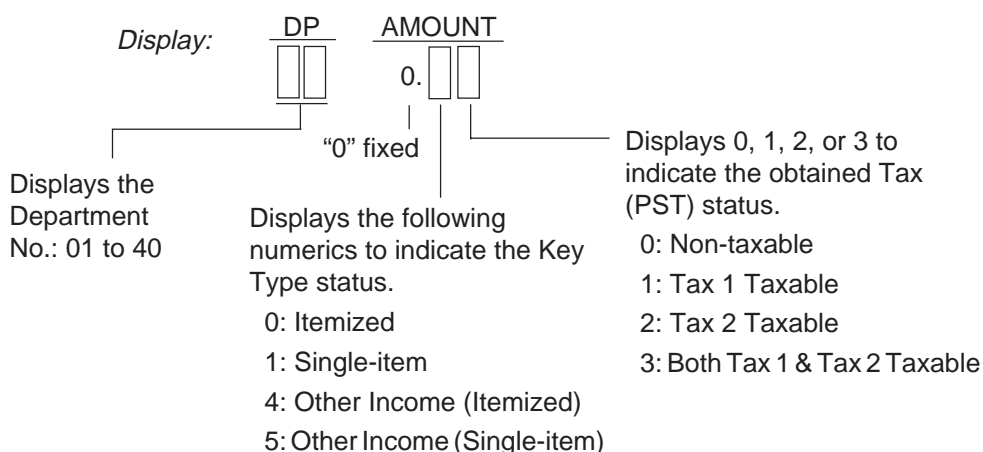 Display:
DP
AMOUNT
0.
“0” fixed
Displays the
Department
No.: 01 to 40
Displays the following
numerics to indicate the Key
Type status.
0: Itemized
1: Single-item
4: Other Income (Itemized)
5: Other Income (Single-item)
Displays 0, 1, 2, or 3 to
indicate the obtained Tax
(PST) status.
0: Non-taxable
1: Tax 1 Taxable
2: Tax 2 Taxable
3: Both Tax 1 & Tax 2 Taxable